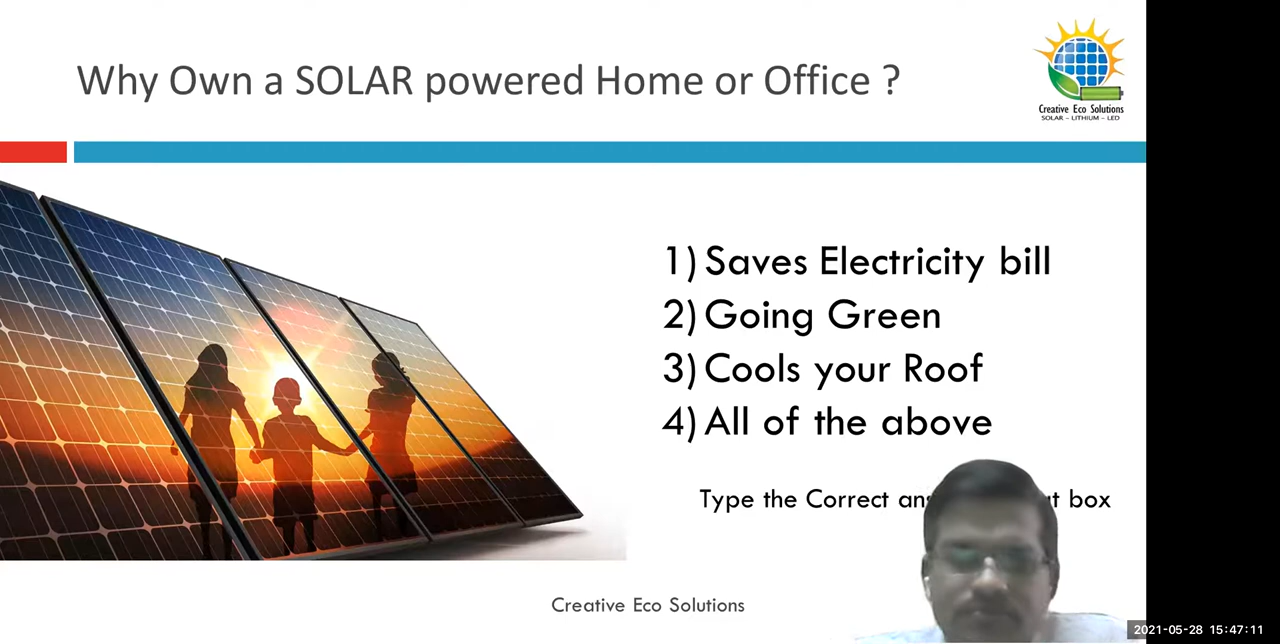 Why Own a SOLAR powered Home or Office ?
Creative Eco Solutions
SOLAR – LITHIUM – LED
1) Saves Electricity bill
2) Going Green
3) Cools your Roof
4) All of the above
Type the Correct box
Creative Eco Solutions
2021-05-28 15:47:11